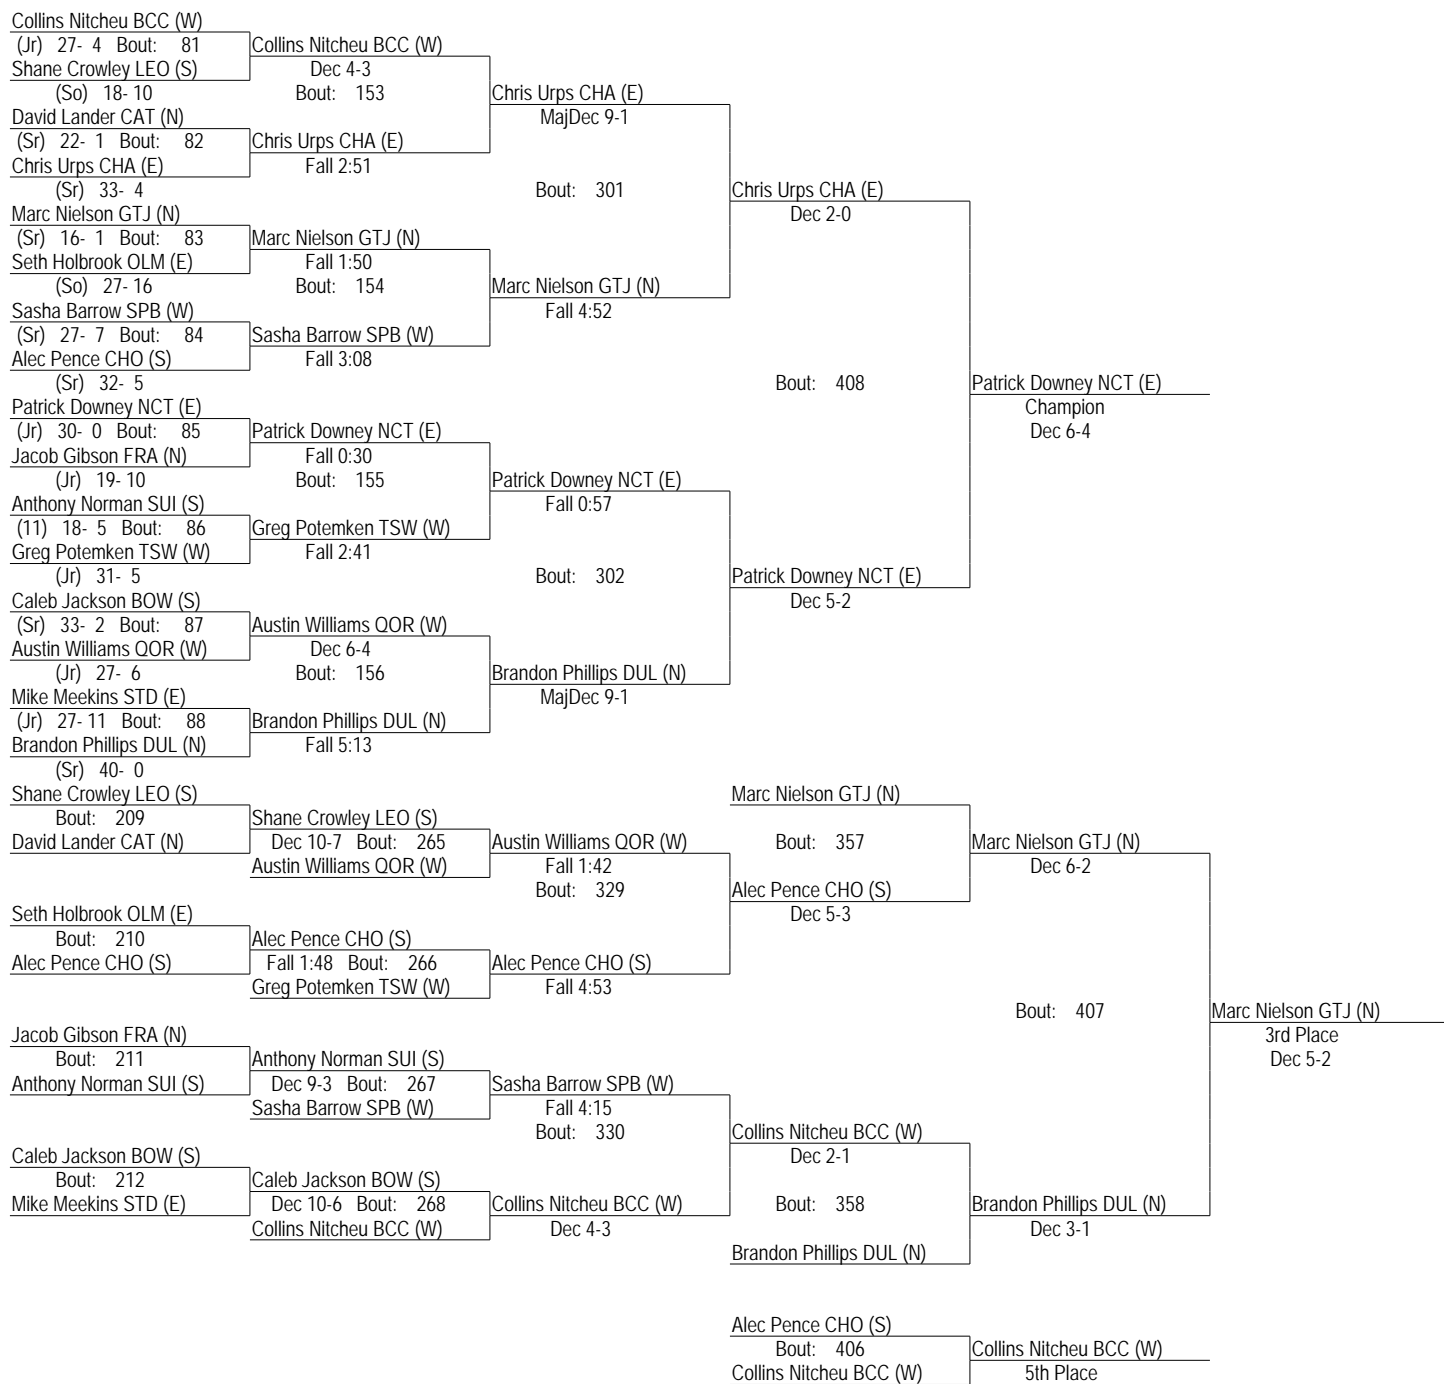 Collins Nitcheu BCC (W)
(Jr) 27- 4 Bout: 81 Collins Nitcheu BCC (W)
Shane Crowley LEO (S) Dec 4-3
(So) 18- 10 Bout: 153 Chris Urps CHA (E)
David Lander CAT (N) MajDec 9-1
(Sr) 22- 1 Bout: 82 Chris Urps CHA (E)
Chris Urps CHA (E) Fall 2:51
(Sr) 33- 4 Bout: 301 Chris Urps CHA (E)
Marc Nielson GTJ (N) Dec 2-0
(Sr) 16- 1 Bout: 83 Marc Nielson GTJ (N)
Seth Holbrook OLM (E) Fall 1:50
(So) 27- 16 Bout: 154 Marc Nielson GTJ (N)
Sasha Barrow SPB (W) Fall 4:52
(Sr) 27- 7 Bout: 84 Sasha Barrow SPB (W)
Alec Pence CHO (S) Fall 3:08
(Sr) 32- 5 Bout: 408 Patrick Downey NCT (E)
Patrick Downey NCT (E) Champion
(Jr) 30- 0 Bout: 85 Patrick Downey NCT (E) Dec 6-4
Jacob Gibson FRA (N) Fall 0:30
(Jr) 19- 10 Bout: 155 Patrick Downey NCT (E)
Anthony Norman SUI (S) Fall 0:57
(11) 18- 5 Bout: 86 Greg Potemken TSW (W)
Greg Potemken TSW (W) Fall 2:41
(Jr) 31- 5 Bout: 302 Patrick Downey NCT (E)
Caleb Jackson BOW (S) Dec 5-2
(Sr) 33- 2 Bout: 87 Austin Williams QOR (W)
Austin Williams QOR (W) Dec 6-4
(Jr) 27- 6 Bout: 156 Brandon Phillips DUL (N)
Mike Meekins STD (E) MajDec 9-1
(Jr) 27- 11 Bout: 88 Brandon Phillips DUL (N)
Brandon Phillips DUL (N) Fall 5:13
(Sr) 40- 0
Shane Crowley LEO (S) Marc Nielson GTJ (N)
Bout: 209 Shane Crowley LEO (S)
David Lander CAT (N) Dec 10-7 Bout: 265 Austin Williams QOR (W) Bout: 357 Marc Nielson GTJ (N)
Austin Williams QOR (W) Fall 1:42 Dec 6-2
Bout: 329 Alec Pence CHO (S)
Seth Holbrook OLM (E) Dec 5-3
Bout: 210 Alec Pence CHO (S)
Alec Pence CHO (S) Fall 1:48 Bout: 266 Alec Pence CHO (S)
Greg Potemken TSW (W) Fall 4:53
Bout: 407 Marc Nielson GTJ (N)
Jacob Gibson FRA (N) 3rd Place
Bout: 211 Anthony Norman SUI (S) Dec 5-2
Anthony Norman SUI (S) Dec 9-3 Bout: 267 Sasha Barrow SPB (W)
Sasha Barrow SPB (W) Fall 4:15
Bout: 330 Collins Nitcheu BCC (W)
Caleb Jackson BOW (S) Dec 2-1
Bout: 212 Caleb Jackson BOW (S)
Mike Meekins STD (E) Dec 10-6 Bout: 268 Collins Nitcheu BCC (W) Bout: 358 Brandon Phillips DUL (N)
Collins Nitcheu BCC (W) Dec 4-3 Dec 3-1
Brandon Phillips DUL (N)
Alec Pence CHO (S)
Bout: 406 Collins Nitcheu BCC (W)
Collins Nitcheu BCC (W) 5th Place